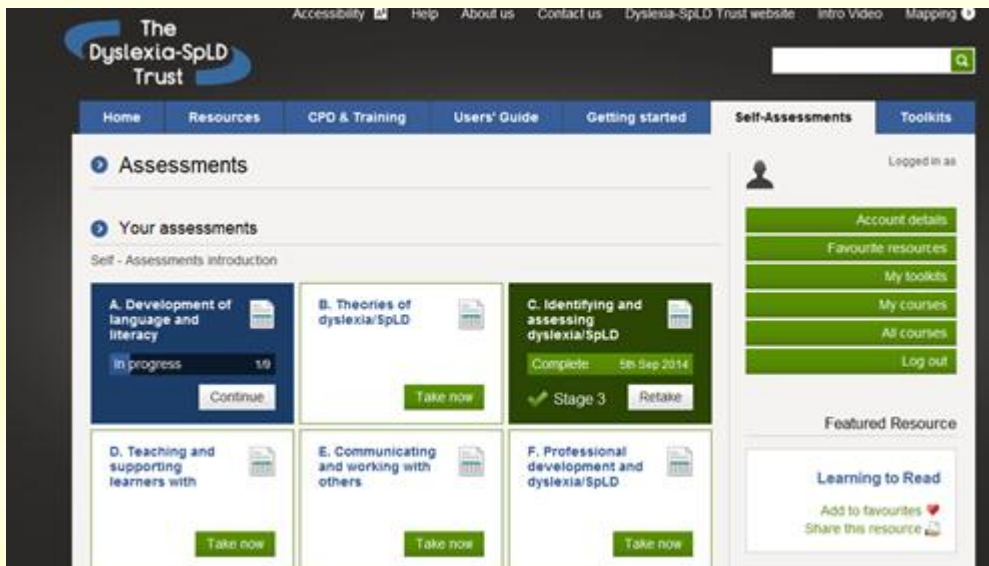 Accessibility Help About us Contact us Dyslexia-SpLD Trust website Intro Video Mapping
The
Dyslexia-SpLD
Trust
Home Resources CPD & Training Users' Guide Getting started Self-Assessments Toolkits
Assessments
Logged in as
Your assessments
Self - Assessments introduction
A. Development of
language and
literacy
In progress 1/9
Continue
B. Theories of
dyslexia/SpLD
Take now
C. Identifying and
assessing
dyslexia/SpLD
Complete 5th Sep 2014
Stage 3 Retake
D. Teaching and
supporting
learners with
Take now
E. Communicating
and working with
others
Take now
F. Professional
development and
dyslexia/SpLD
Take now
Account details
Favourite resources
My toolkits
My courses
All courses
Log out
Featured Resource
Learning to Read
Add to favourites
Share this resource